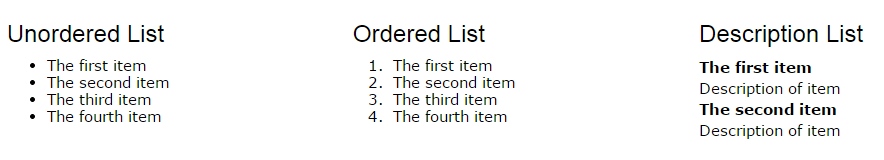 Unordered List
• The first item
• The second item
• The third item
• The fourth item
Ordered List
1. The first item
2. The second item
3. The third item
4. The fourth item
Description List
The first item
Description of item
The second item
Description of item